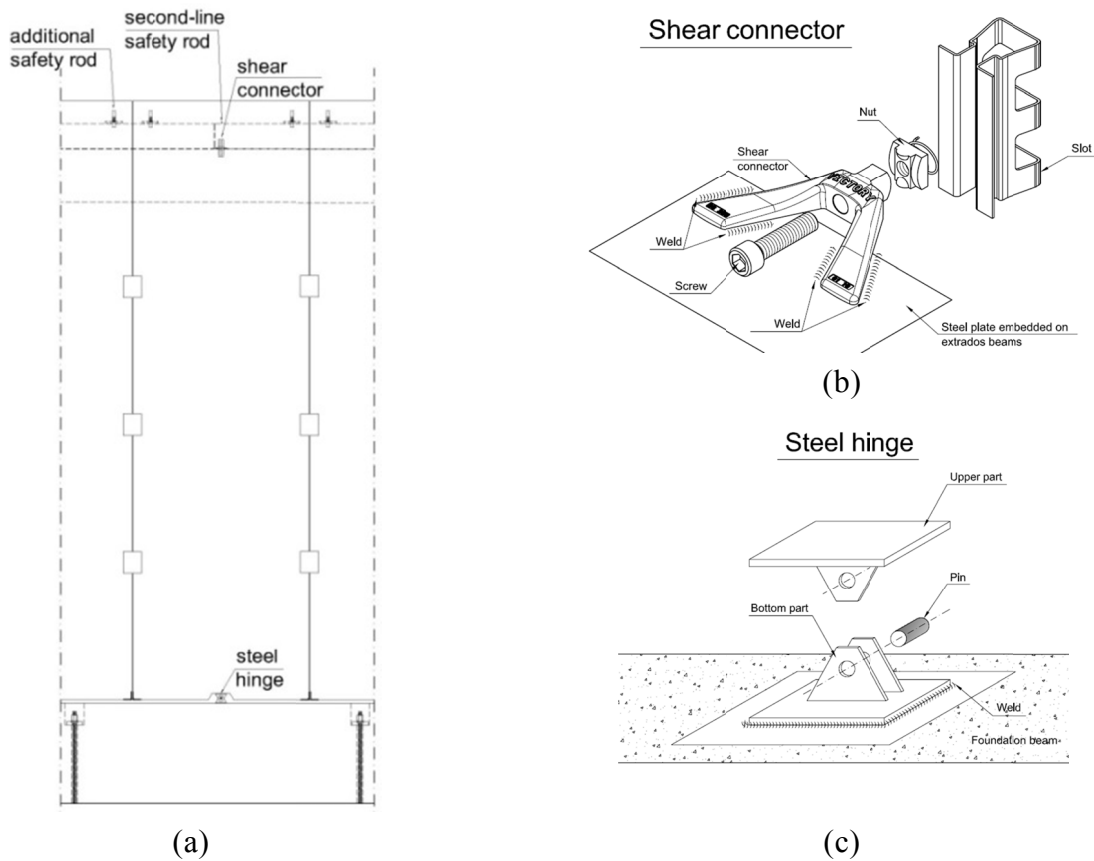 additional
safety rod
second-line
safety rod
shear
connector
steel
hinge
(a)
Shear connector
Nut
Shear
connector
Slot
FACTORY
Weld
Screw
Weld
Steel plate embedded on
extrados beams
(b)
Steel hinge
Upper part
Pin
Bottom part
Weld
Foundation beam
(c)